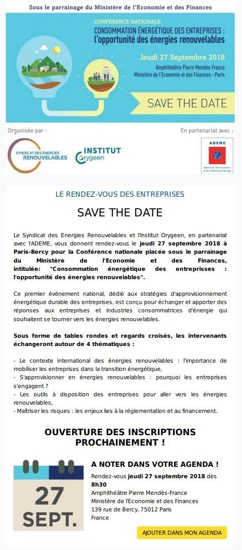 Sous le parrainage du Ministère de l'Economie et des Finances
CONFÉRENCE NATIONALE
CONSOMMATION ÉNERGÉTIQUE DES ENTREPRISES :
l'opportunité des énergies renouvelables
Jeudi 27 Septembre 2018
Amphithéâtre Pierre Mendès-France
Ministère de l'Economie et des Finances - Paris
SAVE THE DATE
Organisée par :
En partenariat avec :
SYNDICAT DES ÉNERGIES
RENOUVELABLES
INSTITUT
Orygeen
ADEME
LE RENDEZ-VOUS DES ENTREPRISES
SAVE THE DATE
Le Syndicat des Energies Renouvelables et l'Institut Orygeen, en partenariat
avec l'ADEME, vous donnent rendez-vous le jeudi 27 septembre 2018 à
Paris-Bercy pour la Conférence nationale placée sous le parrainage
du Ministère de l'Economie et des Finances,
intitulée: "Consommation énergétique des entreprises :
l'opportunité des énergies renouvelables".
Ce premier événement national, dédié aux stratégies d'approvisionnement
énergétique durable des entreprises, est conçu pour échanger et apporter des
réponses aux entreprises et industries consommatrices d'énergie qui
souhaitent se tourner vers les énergies renouvelables.
Sous forme de tables rondes et regards croisés, les intervenants
échangeront autour de 4 thématiques :
- Le contexte international des énergies renouvelables : l'importance de
mobiliser les entreprises dans la transition énergétique,
- S'approvisionner en énergies renouvelables : pourquoi les entreprises
s'engagent ?
- Les outils à disposition des entreprises pour aller vers les énergies
renouvelables,
- Maîtriser les risques : les enjeux liés à la réglementation et au financement.
OUVERTURE DES INSCRIPTIONS
PROCHAINEMENT !
27
SEPT.
A NOTER DANS VOTRE AGENDA !
Rendez-vous jeudi 27 septembre 2018 dès
8h30
Amphithéâtre Pierre Mendès-France
Ministère de l'Economie et des Finances
139 rue de Bercy, 75012 Paris
France
AJOUTER DANS MON AGENDA